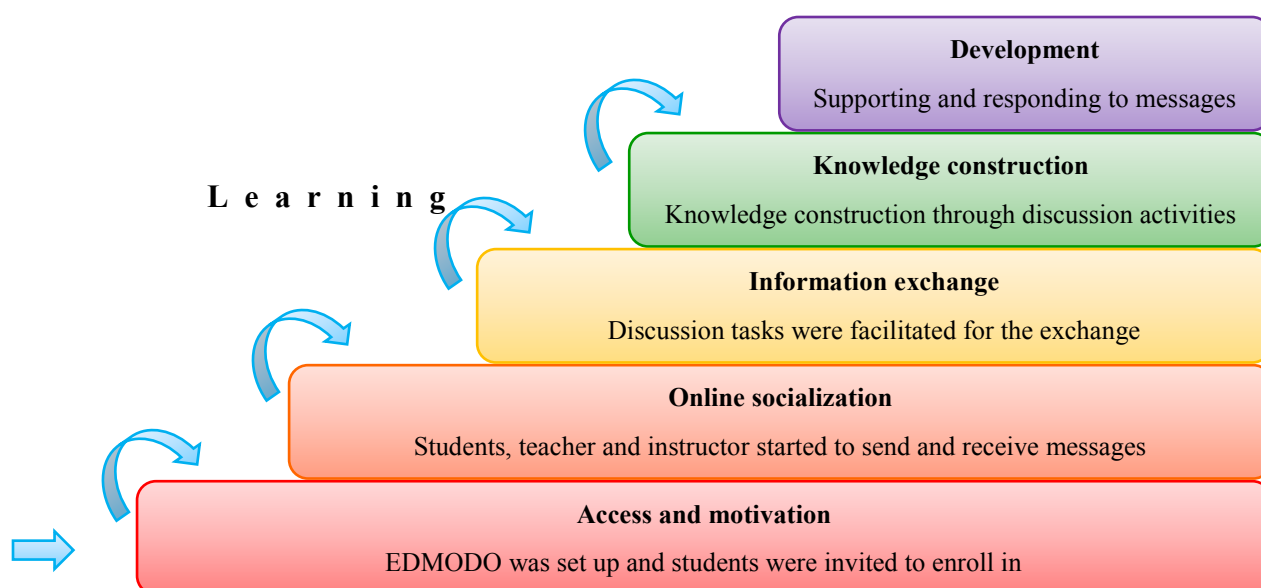 Development
Supporting and responding to messages
Knowledge construction
Learning
Knowledge construction through discussion activities
Information exchange
Discussion tasks were facilitated for the exchange
Online socialization
Students, teacher and instructor started to send and receive messages
Access and motivation
EDMODO was set up and students were invited to enroll in